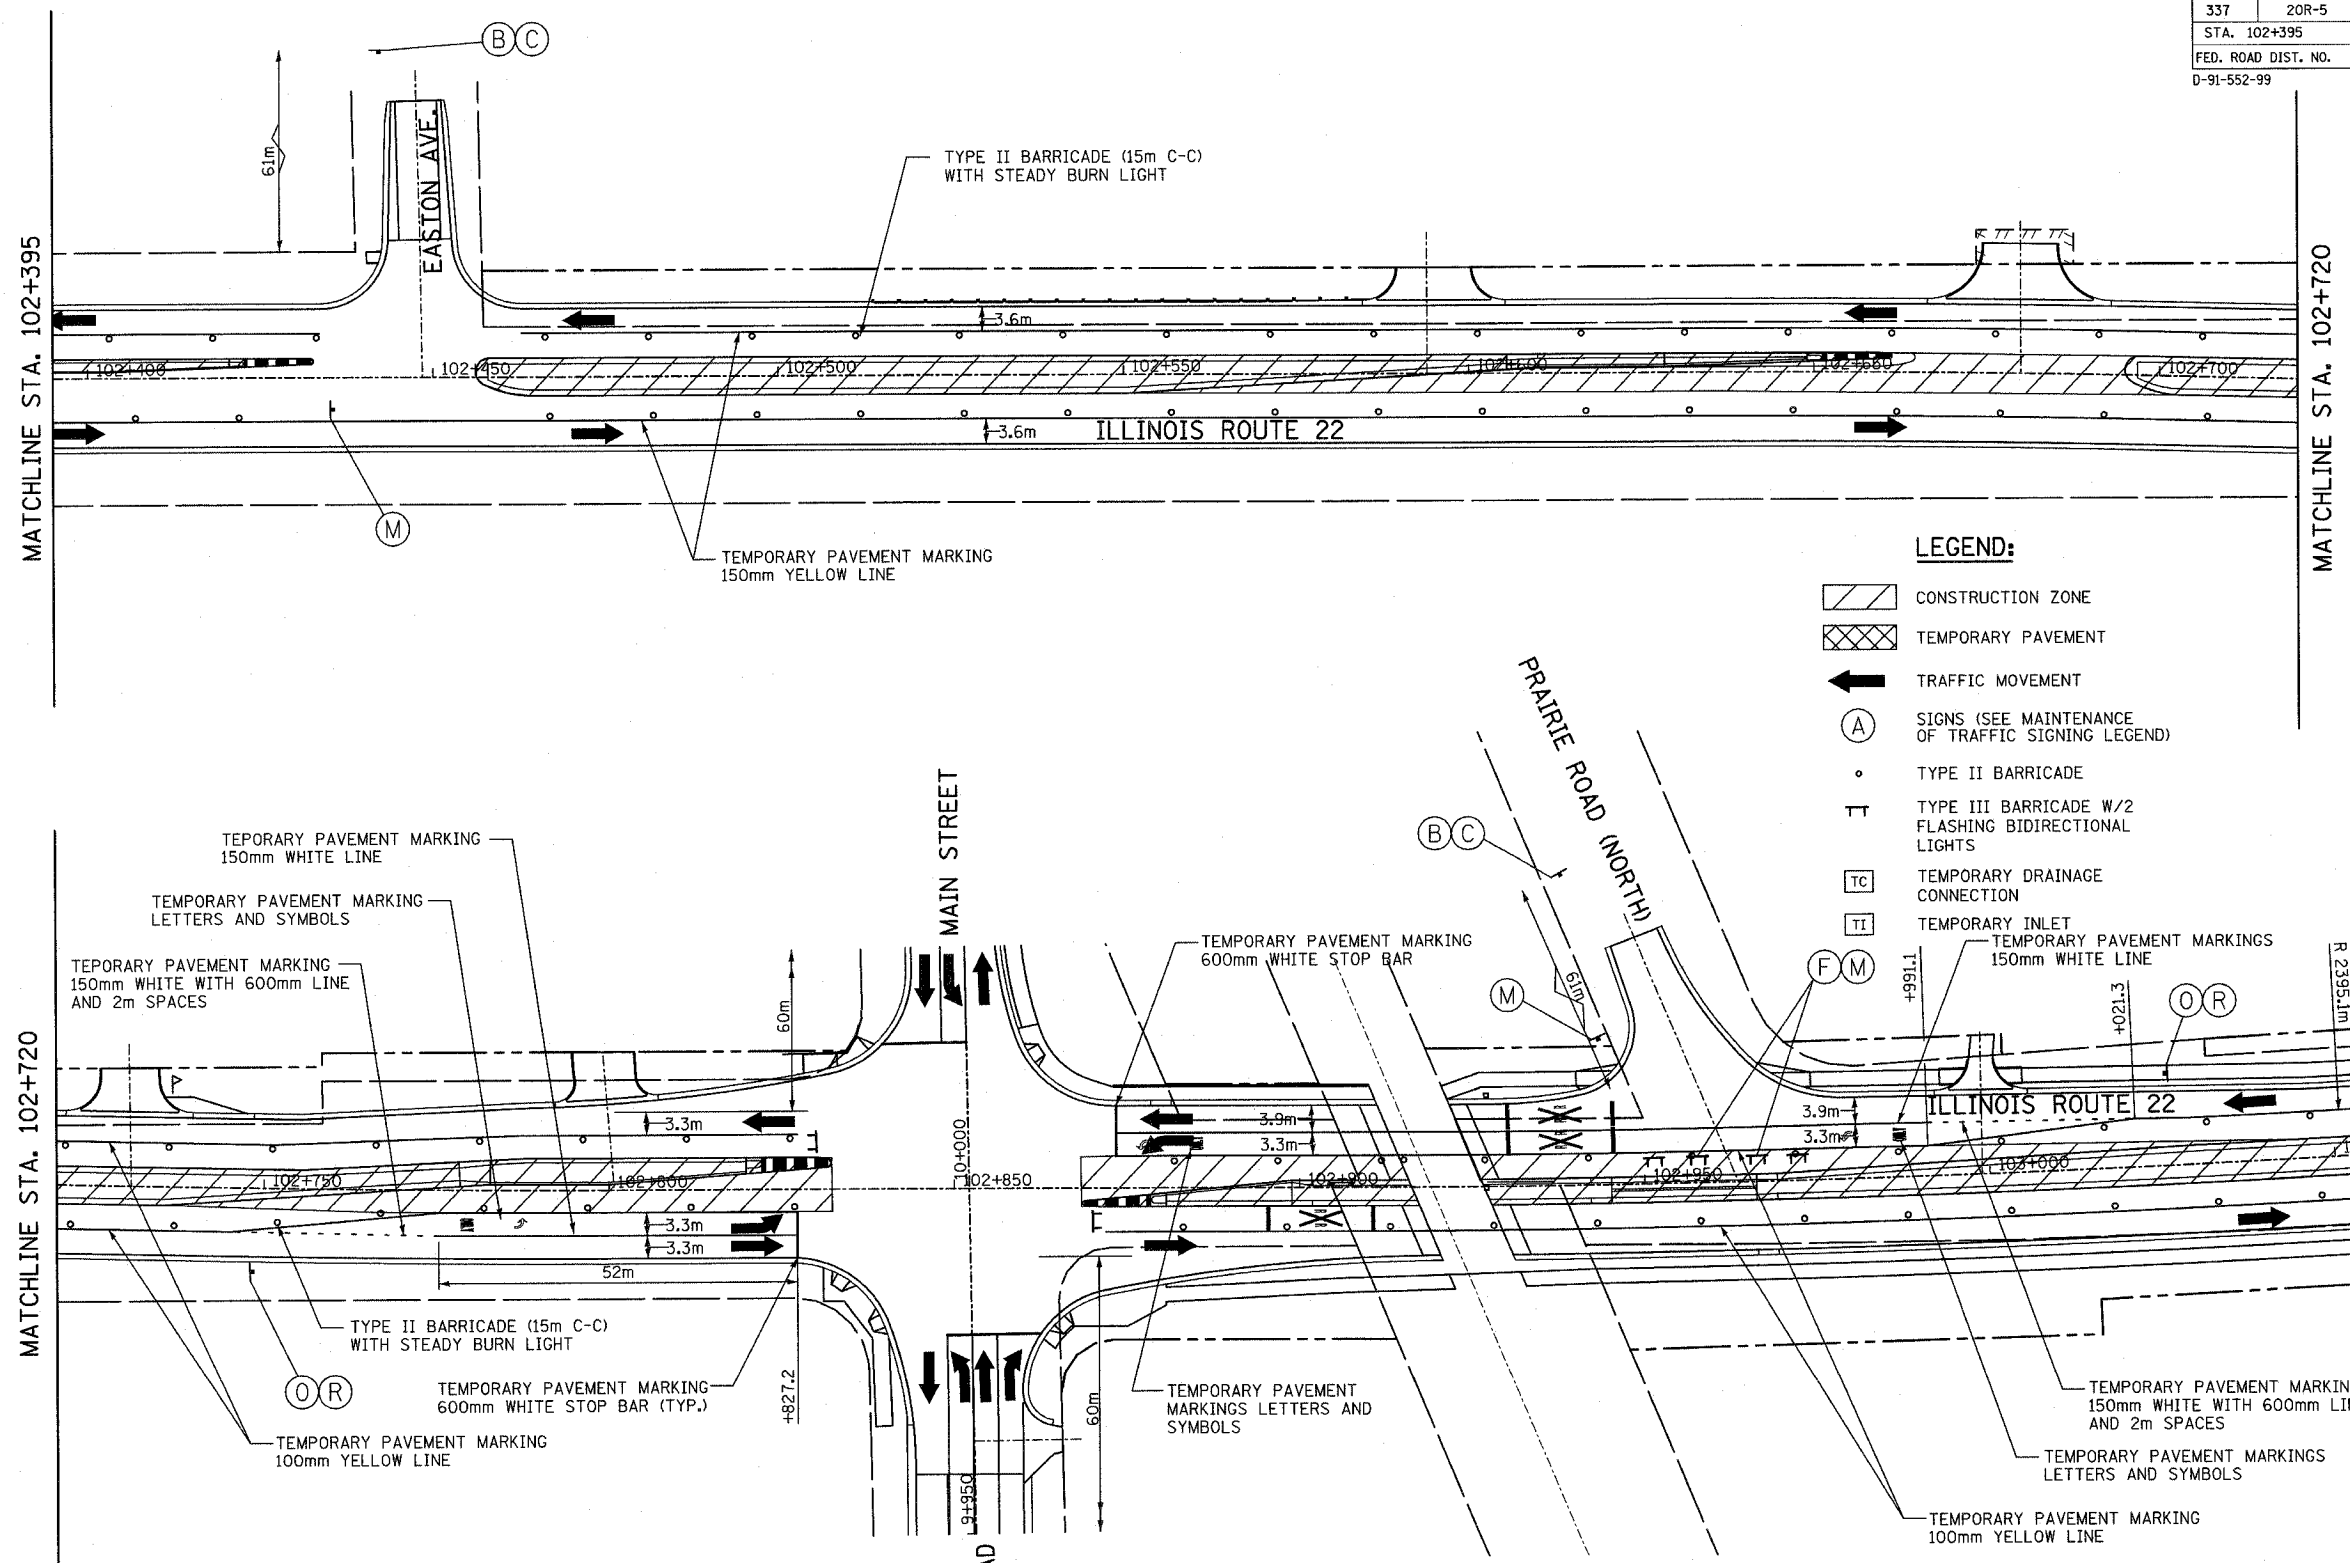 337 20R-5
STA. 102+395
FED. ROAD DIST. NO.
D-91-552-99
B C
61m
EASTON AVE.
TYPE II BARRICADE (15m C-C)
WITH STEADY BURN LIGHT
MATCHLINE STA. 102+395
MATCHLINE STA. 102+720
3.6m
102+400
102+450
102+500
102+550
102+600
102+700
3.6m
ILLINOIS ROUTE 22
M
TEMPORARY PAVEMENT MARKING
150mm YELLOW LINE
LEGEND:
CONSTRUCTION ZONE
TEMPORARY PAVEMENT
TRAFFIC MOVEMENT
A
SIGNS (SEE MAINTENANCE
OF TRAFFIC SIGNING LEGEND)
TYPE II BARRICADE
TYPE III BARRICADE W/2
FLASHING BIDIRECTIONAL
LIGHTS
TC
TEMPORARY DRAINAGE
CONNECTION
TI
TEMPORARY INLET
MATCHLINE STA. 102+720
TEPORARY PAVEMENT MARKING
150mm WHITE LINE
TEMPORARY PAVEMENT MARKING
LETTERS AND SYMBOLS
TEPORARY PAVEMENT MARKING
150mm WHITE WITH 600mm LINE
AND 2m SPACES
MAIN STREET
PRAIRIE ROAD (NORTH)
B C
60m
TEMPORARY PAVEMENT MARKING
600mm WHITE STOP BAR
M
61m
F M
TEMPORARY PAVEMENT MARKINGS
150mm WHITE LINE
+991.1
+021.3
O R
R 2395.1m
3.3m
3.9m
3.3m
3.9m
3.3m
ILLINOIS ROUTE 22
10+000
102+750
102+800
102+850
102+900
102+950
103+000
3.3m
3.3m
52m
TYPE II BARRICADE (15m C-C)
WITH STEADY BURN LIGHT
O R
TEMPORARY PAVEMENT MARKING
600mm WHITE STOP BAR (TYP.)
+827.2
TEMPORARY PAVEMENT MARKING
100mm YELLOW LINE
9+950
60m
TEMPORARY PAVEMENT
MARKINGS LETTERS AND
SYMBOLS
TEMPORARY PAVEMENT MARKIN
150mm WHITE WITH 600mm LI
AND 2m SPACES
TEMPORARY PAVEMENT MARKINGS
LETTERS AND SYMBOLS
TEMPORARY PAVEMENT MARKING
100mm YELLOW LINE
AD